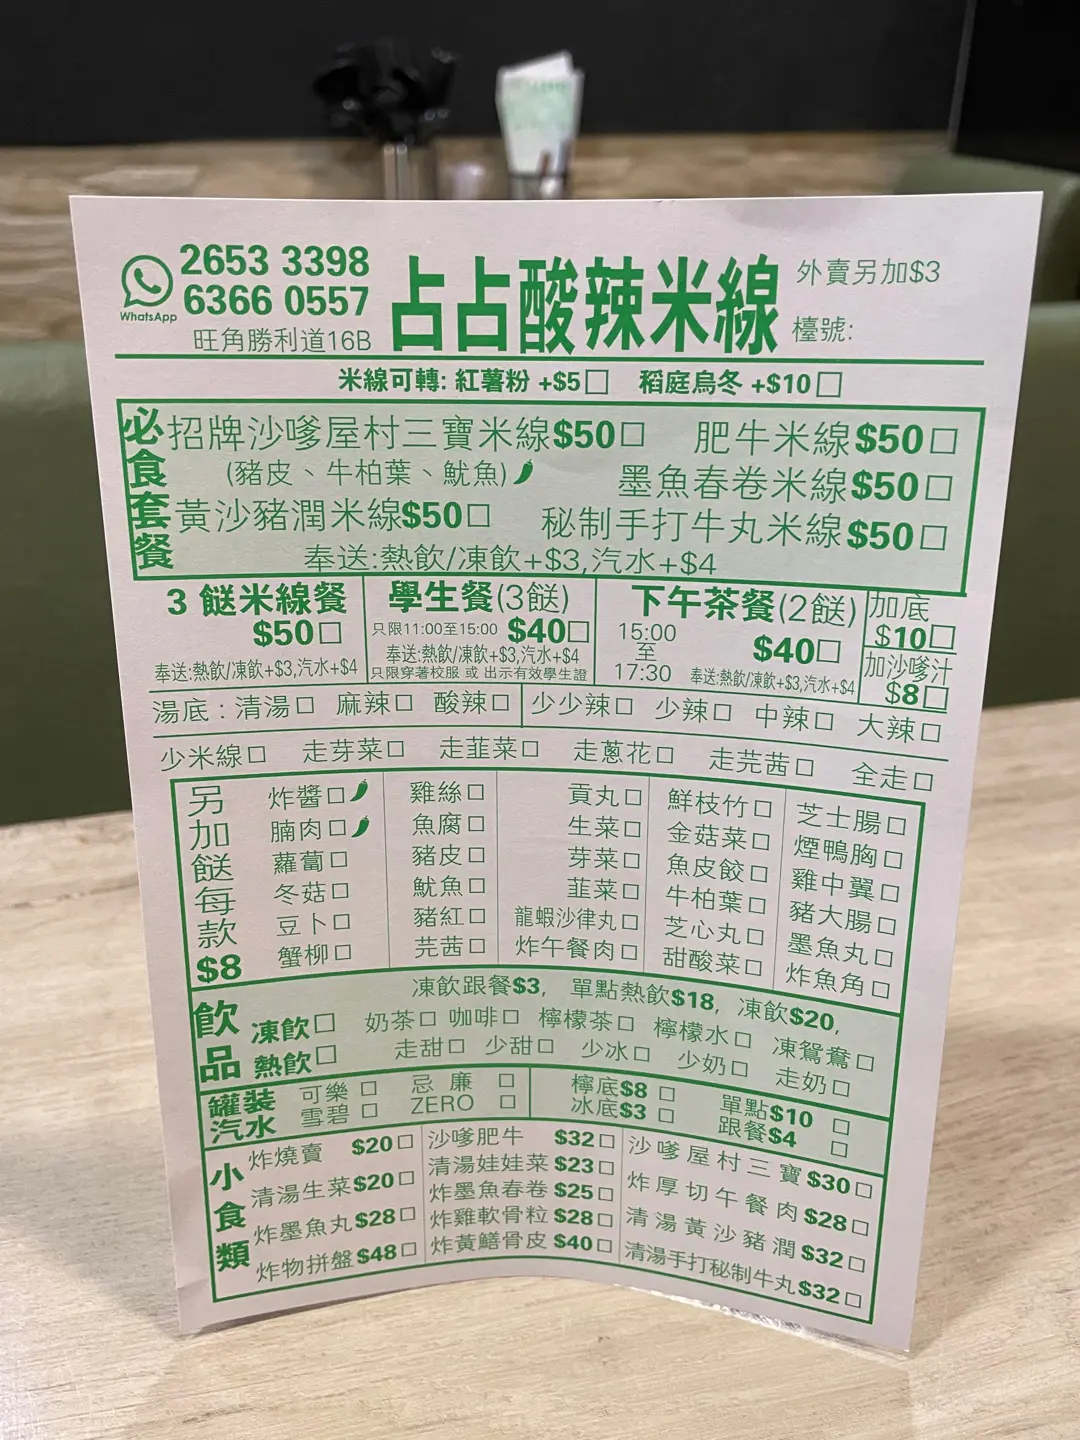 WhatsApp
2653 3398
6366 0557
旺角勝利道16B
占占酸辣米線
外賣另加$3
檯號:
米線可轉: 紅薯粉 +$5□ 稻庭烏冬 +$10□
必食套餐
招牌沙嗲屋村三寶米線$50□ 肥牛米線$50□
(豬皮、牛柏葉、魷魚) 墨魚春卷米線$50□
黃沙豬潤米線$50□ 秘制手打牛丸米線$50□
奉送:熱飲/凍飲+$3,汽水+$4
3 餸米線餐
$50□
奉送:熱飲/凍飲+$3,汽水+$4
學生餐(3餸)
只限11:00至15:00 $40□
奉送:熱飲/凍飲+$3,汽水+$4
只限穿著校服 或 出示有效學生證
下午茶餐(2餸)
15:00
至
17:30
$40□
奉送:熱飲/凍飲+$3,汽水+$4
加底
$10□
加沙嗲汁
$8□
湯底 : 清湯□ 麻辣□ 酸辣□ 少少辣□ 少辣□ 中辣□ 大辣□
少米線□ 走芽菜□ 走韮菜□ 走蔥花□ 走芫茜□ 全走□
另加餸每款$8
炸醬□ 雞絲□ 貢丸□ 鮮枝竹□ 芝士腸□
腩肉□ 魚腐□ 生菜□ 金菇菜□ 煙鴨胸□
蘿蔔□ 豬皮□ 芽菜□ 魚皮餃□ 雞中翼□
冬菇□ 魷魚□ 韮菜□ 牛柏葉□ 豬大腸□
豆卜□ 豬紅□ 龍蝦沙律丸□ 芝心丸□ 墨魚丸□
蟹柳□ 芫茜□ 炸午餐肉□ 甜酸菜□ 炸魚角□
飲品
凍飲跟餐$3, 單點熱飲$18, 凍飲$20,
凍飲□ 奶茶□ 咖啡□ 檸檬茶□ 檸檬水□ 凍鴛鴦□
熱飲□ 走甜□ 少甜□ 少冰□ 少奶□ 走奶□
罐装汽水
可樂 □ 忌廉 □ 檸底$8 □ 單點$10 □
雪碧 □ ZERO □ 冰底$3 □ 跟餐$4 □
小食類
炸燒賣 $20□ 沙嗲肥牛 $32□ 沙嗲屋村三寶$30□
清湯生菜$20□ 清湯娃娃菜$23□ 炸厚切午餐肉$28□
炸墨魚丸$28□ 炸墨魚春卷$25□ 清湯黃沙豬潤$32□
炸物拼盤$48□ 炸雞軟骨粒$28□ 清湯手打秘制牛丸$32□
炸黃鱔骨皮$40□